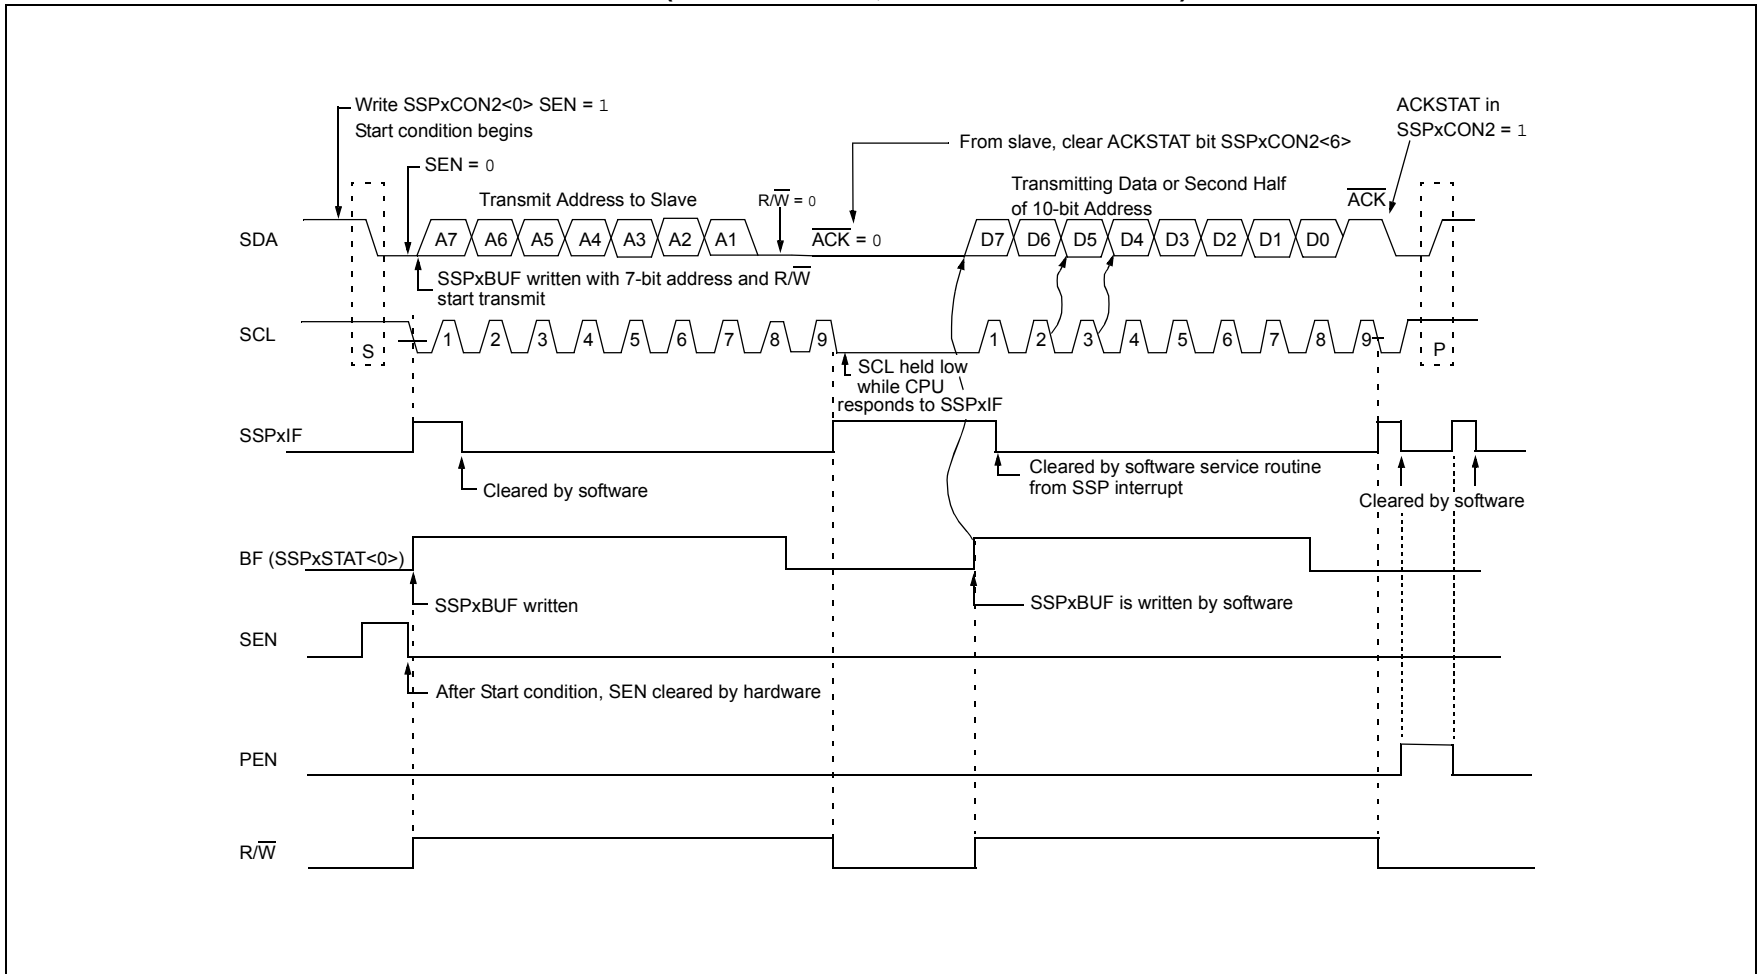 Write SSPxCON2<0> SEN = 1
Start condition begins
ACKSTAT in
SSPxCON2 = 1
From slave, clear ACKSTAT bit SSPxCON2<6>
SEN = 0
Transmit Address to Slave
R/W = 0
Transmitting Data or Second Half
of 10-bit Address
ACK
SDA
A7 A6 A5 A4 A3 A2 A1
ACK = 0
D7 D6 D5 D4 D3 D2 D1 D0
SSPxBUF written with 7-bit address and R/W
start transmit
SCL
S
1 2 3 4 5 6 7 8 9
1 2 3 4 5 6 7 8 9
P
SCL held low
while CPU
responds to SSPxIF
SSPxIF
Cleared by software
Cleared by software service routine
from SSP interrupt
Cleared by software
BF (SSPxSTAT<0>)
SSPxBUF written
SSPxBUF is written by software
SEN
After Start condition, SEN cleared by hardware
PEN
R/W